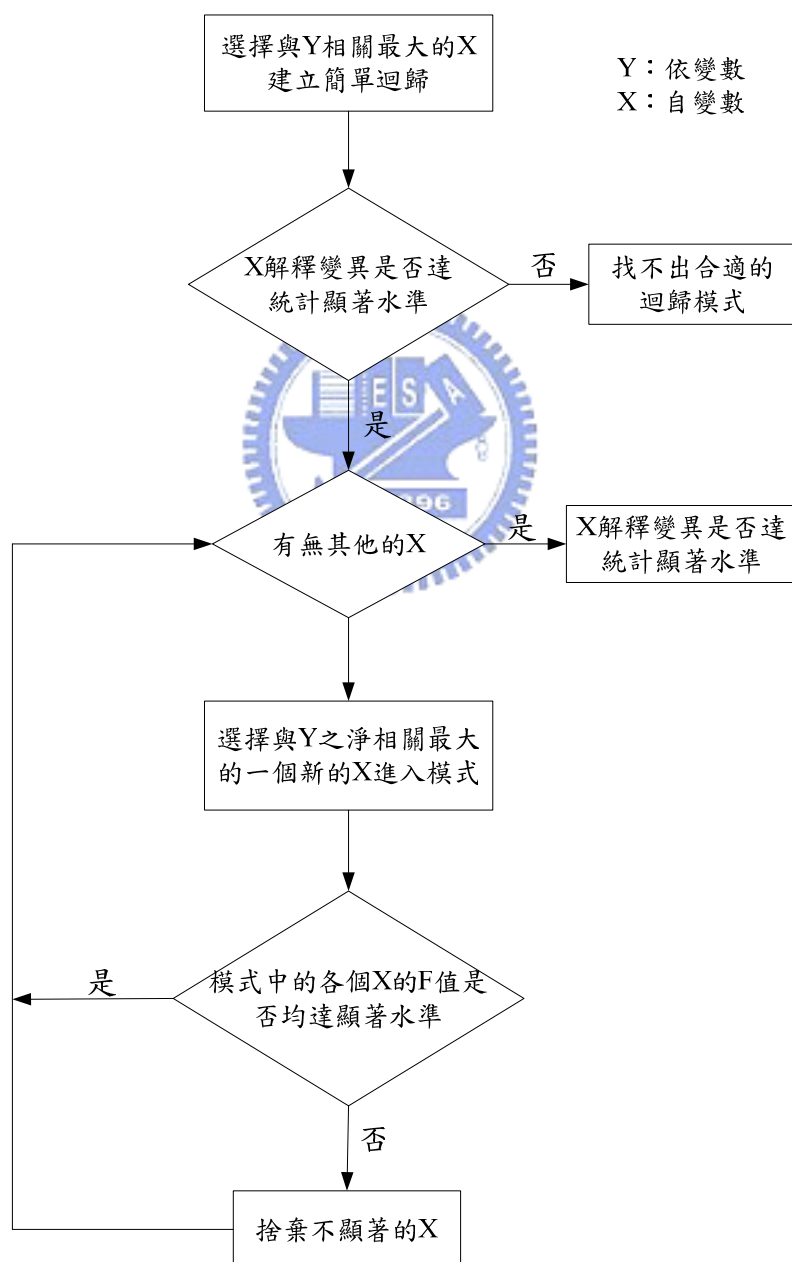 選擇與Y相關最大的X
建立簡單迴歸
Y：依變數
X：自變數
X解釋變異是否達
統計顯著水準
否
找不出合適的
迴歸模式
ESA
是
896
有無其他的X
是
X解釋變異是否達
統計顯著水準
選擇與Y之淨相關最大
的一個新的X進入模式
模式中的各個X的F值是
否均達顯著水準
是
否
捨棄不顯著的X